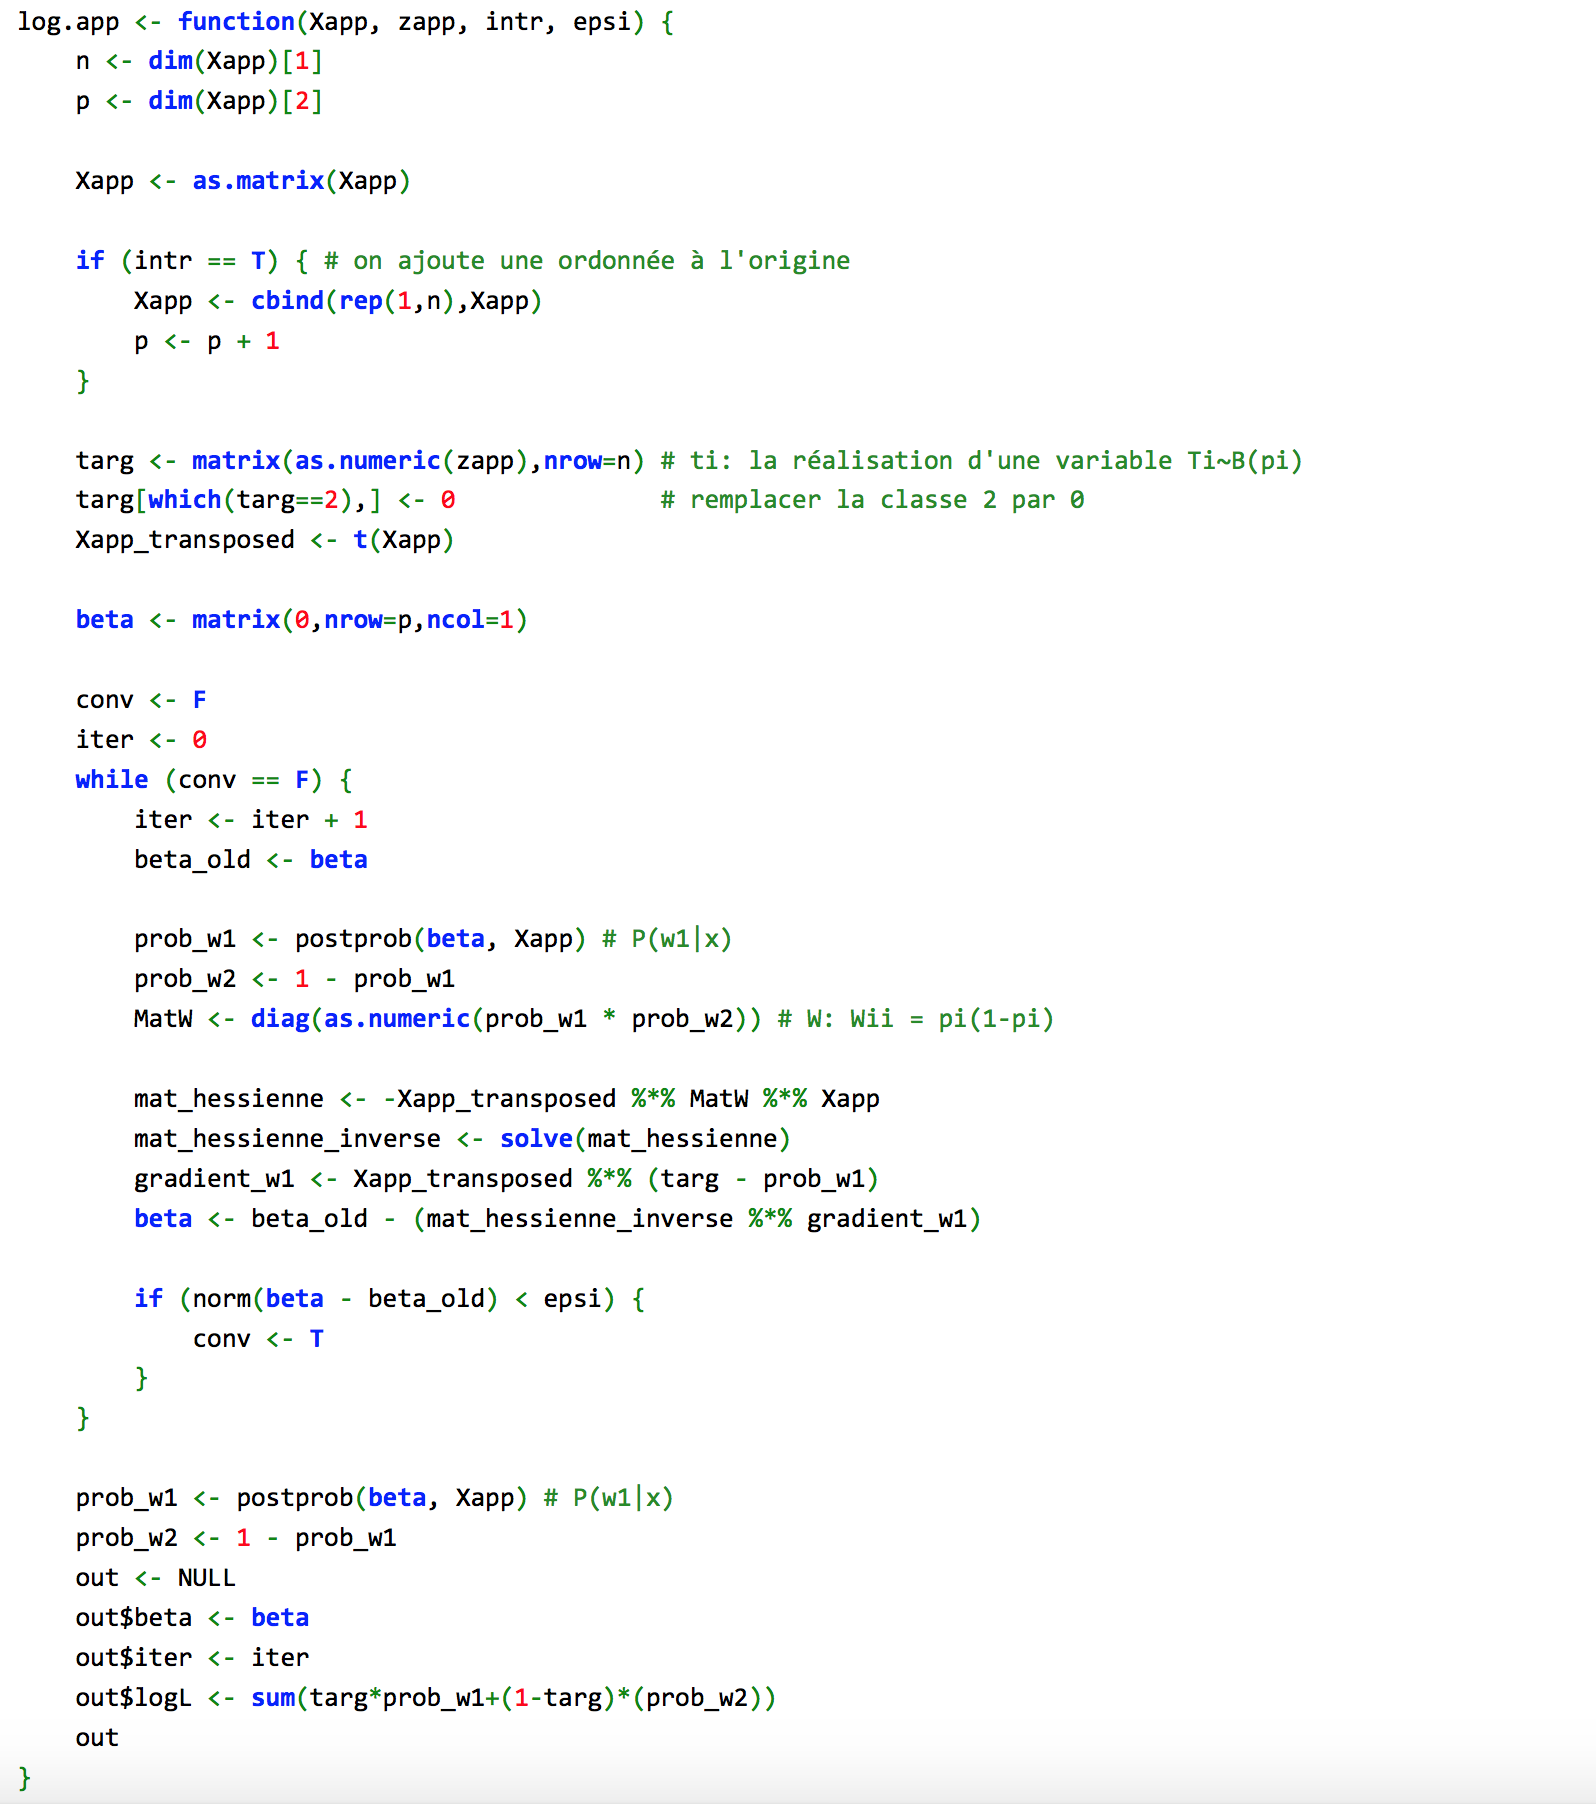 log.app <- function(Xapp, zapp, intr, epsi) {
    n <- dim(Xapp)[1]
    p <- dim(Xapp)[2]

    Xapp <- as.matrix(Xapp)

    if (intr == T) { # on ajoute une ordonnée à l'origine
        Xapp <- cbind(rep(1,n),Xapp)
        p <- p + 1
    }

    targ <- matrix(as.numeric(zapp),nrow=n) # ti: la réalisation d'une variable Ti~B(pi)
    targ[which(targ==2),] <- 0              # remplacer la classe 2 par 0
    Xapp_transposed <- t(Xapp)

    beta <- matrix(0,nrow=p,ncol=1)

    conv <- F
    iter <- 0
    while (conv == F) {
        iter <- iter + 1
        beta_old <- beta

        prob_w1 <- postprob(beta, Xapp) # P(w1|x)
        prob_w2 <- 1 - prob_w1
        MatW <- diag(as.numeric(prob_w1 * prob_w2)) # W: Wii = pi(1-pi)

        mat_hessienne <- -Xapp_transposed %*% MatW %*% Xapp
        mat_hessienne_inverse <- solve(mat_hessienne)
        gradient_w1 <- Xapp_transposed %*% (targ - prob_w1)
        beta <- beta_old - (mat_hessienne_inverse %*% gradient_w1)

        if (norm(beta - beta_old) < epsi) {
            conv <- T
        }
    }

    prob_w1 <- postprob(beta, Xapp) # P(w1|x)
    prob_w2 <- 1 - prob_w1
    out <- NULL
    out$beta <- beta
    out$iter <- iter
    out$logL <- sum(targ*prob_w1+(1-targ)*(prob_w2))
    out
}